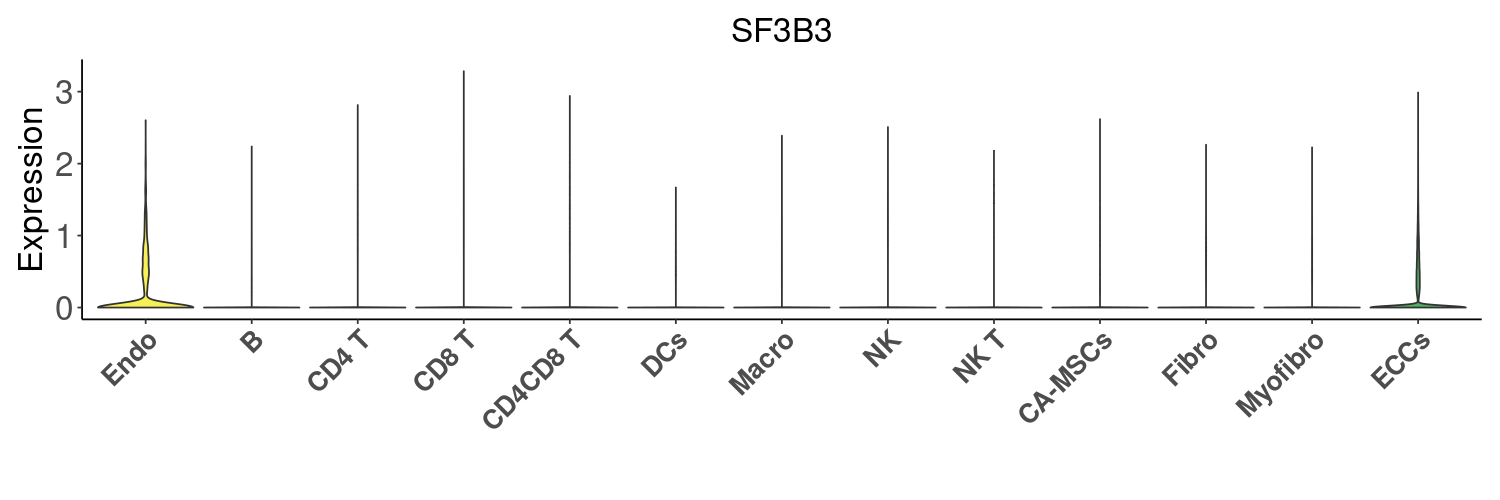 SF3B3
Expression
3
2
1
0
Endo
B
CD4 T
CD8 T
CD4CD8 T
DCs
Macro
NK
NK T
CA-MSCs
Fibro
Myofibro
ECCs